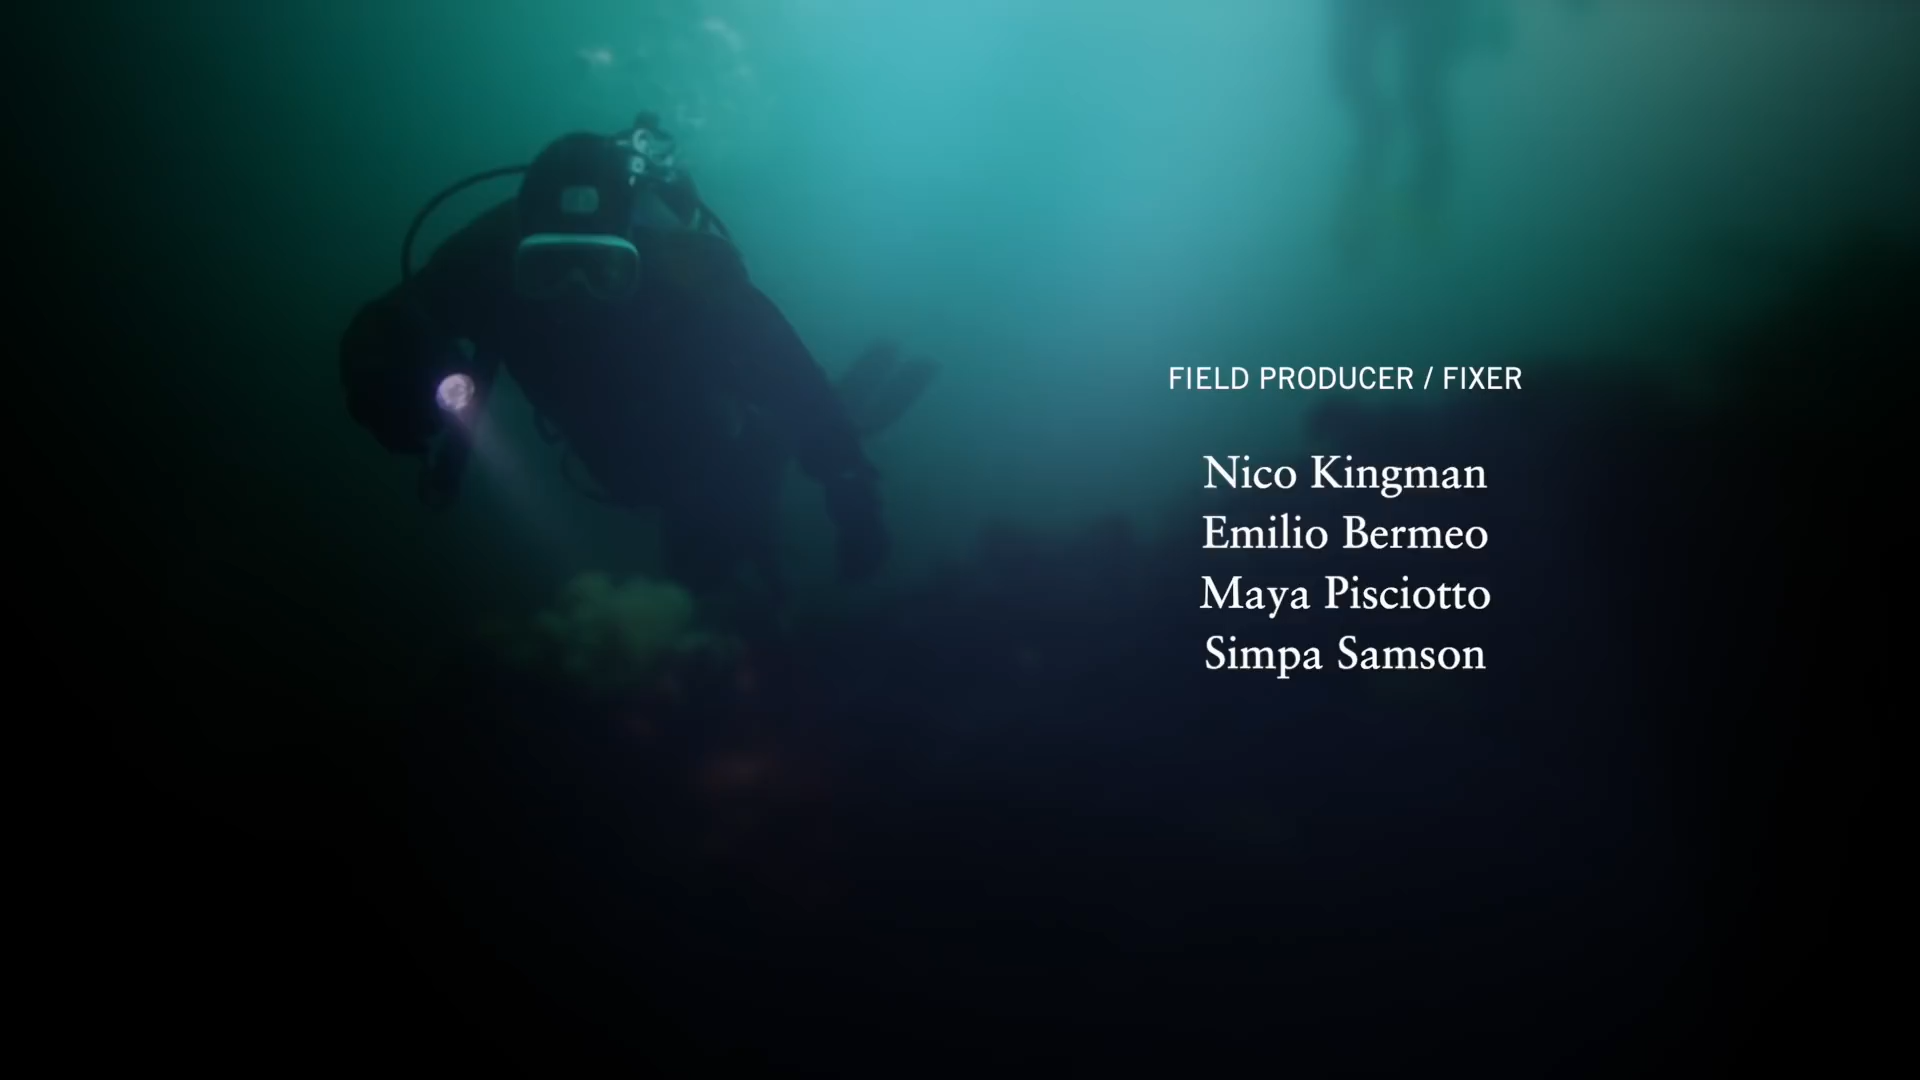 FIELD PRODUCER / FIXER
Nico Kingman
Emilio Bermeo
Maya Pisciotto
Simpa Samson